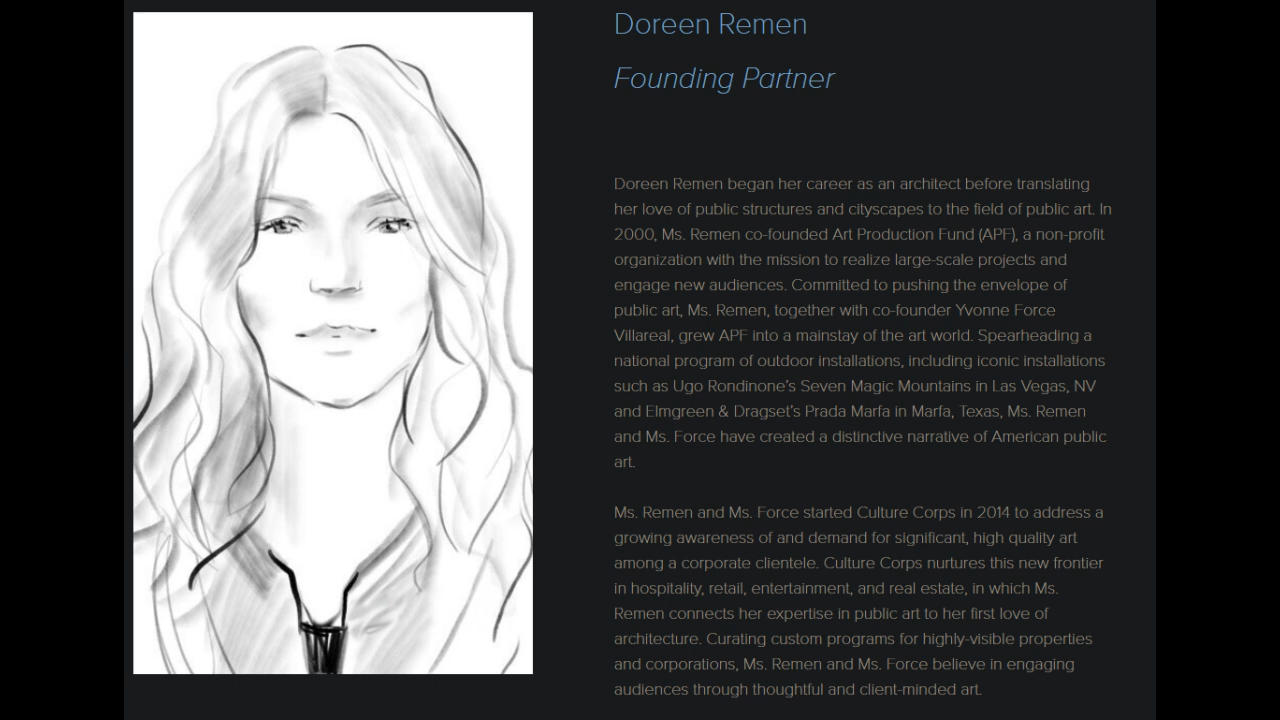 Doreen Remen
Founding Partner
Doreen Remen began her career as an architect before translating
her love of public structures and cityscapes to the field of public art. In
2000, Ms. Remen co-founded Art Production Fund (APF), a non-profit
organization with the mission to realize large-scale projects and
engage new audiences. Committed to pushing the envelope of
public art, Ms. Remen, together with co-founder Yvonne Force
Villareal, grew APF into a mainstay of the art world. Spearheading a
national program of outdoor installations, including iconic installations
such as Ugo Rondinone’s Seven Magic Mountains in Las Vegas, NV
and Elmgreen & Dragset’s Prada Marfa in Marfa, Texas, Ms. Remen
and Ms. Force have created a distinctive narrative of American public
art.
Ms. Remen and Ms. Force started Culture Corps in 2014 to address a
growing awareness of and demand for significant, high quality art
among a corporate clientele. Culture Corps nurtures this new frontier
in hospitality, retail, entertainment, and real estate, in which Ms.
Remen connects her expertise in public art to her first love of
architecture. Curating custom programs for highly-visible properties
and corporations, Ms. Remen and Ms. Force believe in engaging
audiences through thoughtful and client-minded art.